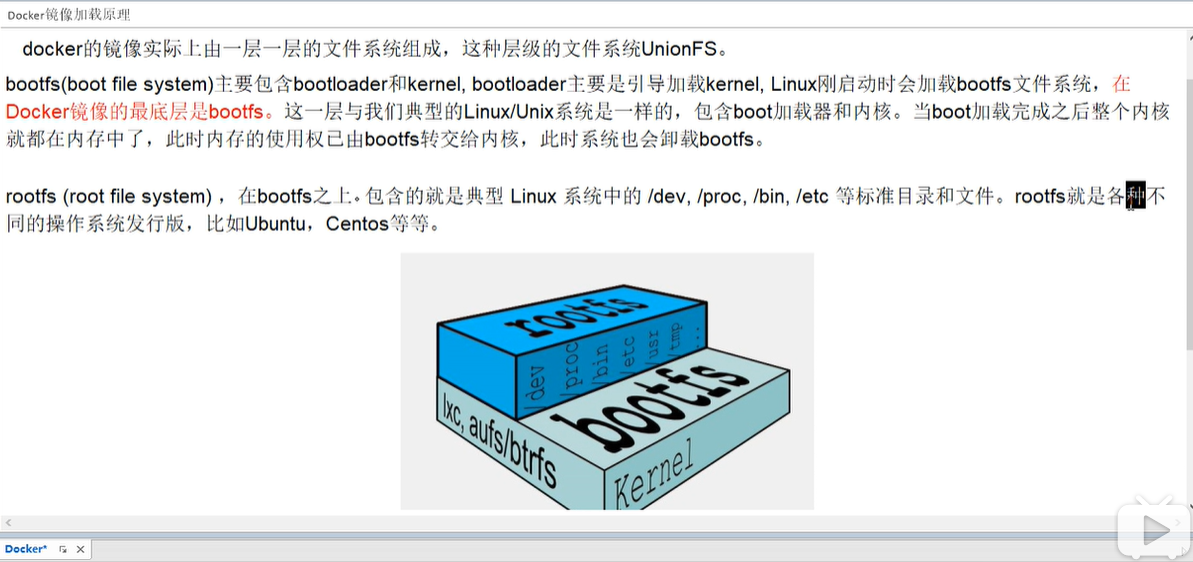 Docker镜像加载原理
docker的镜像实际上由一层一层的文件系统组成，这种层级的文件系统UnionFS。
bootfs(boot file system)主要包含bootloader和kernel, bootloader主要是引导加载kernel, Linux刚启动时会加载bootfs文件系统，在
Docker镜像的最底层是bootfs。这一层与我们典型的Linux/Unix系统是一样的，包含boot加载器和内核。当boot加载完成之后整个内核
就都在内存中了，此时内存的使用权已由bootfs转交给内核，此时系统也会卸载bootfs。
rootfs (root file system) ，在bootfs之上。包含的就是典型 Linux 系统中的 /dev, /proc, /bin, /etc 等标准目录和文件。rootfs就是各种不
同的操作系统发行版，比如Ubuntu，Centos等等。
rootfs
/dev
/proc
/bin
/etc
/usr
/tmp
...
bootfs
lxc, aufs/btrfs
Kernel
Docker*